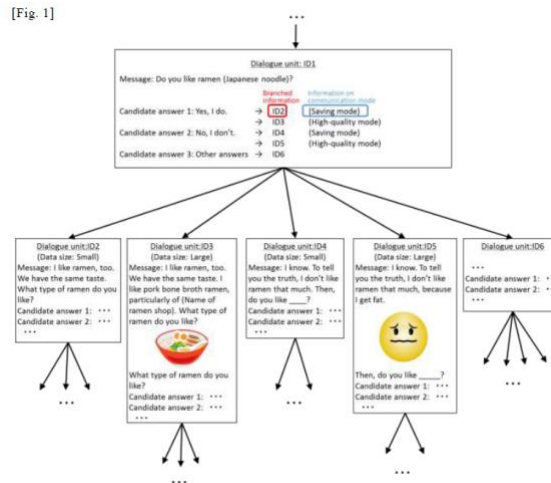 [Fig. 1]
...
Dialogue unit: ID1
Message: Do you like ramen (Japanese noodle)?
Branched information
Information on communication mode
Candidate answer 1: Yes, I do. → ID2 (Saving mode)
→ ID3 (High-quality mode)
Candidate answer 2: No, I don't. → ID4 (Saving mode)
→ ID5 (High-quality mode)
Candidate answer 3: Other answers → ID6
Dialogue unit:ID2
(Data size: Small)
Message: I like ramen, too.
We have the same taste.
What type of ramen do you
like?
Candidate answer 1: ...
Candidate answer 2: ...
...
...
Dialogue unit:ID3
(Data size: Large)
Message: I like ramen, too.
We have the same taste. I
like pork bone broth ramen,
particularly of (Name of
ramen shop). What type of
ramen do you like?
What type of ramen do you
like?
Candidate answer 1: ...
Candidate answer 2: ...
...
...
Dialogue unit:ID4
(Data size: Small)
Message: I know. To tell
you the truth, I don't like
ramen that much. Then,
do you like ____?
Candidate answer 1: ...
Candidate answer 2: ...
...
...
Dialogue unit:ID5
(Data size: Large)
Message: I know. To tell
you the truth, I don't like
ramen that much, because
I get fat.
Then, do you like _____?
Candidate answer 1: ...
Candidate answer 2: ...
...
...
Dialogue unit:ID6
...
Candidate answer 1: ...
Candidate answer 2: ...
...
...